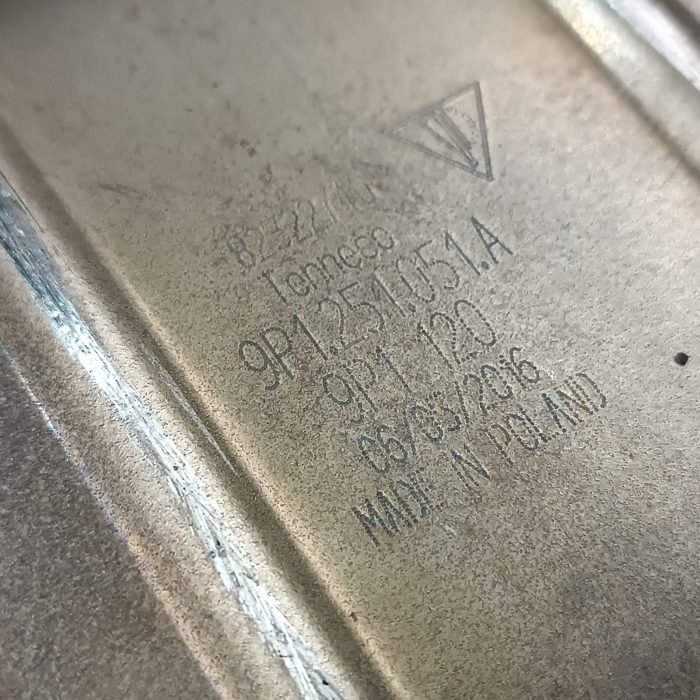 Tenneco
9P1.251.051.A
9P1 120
06/03/2016
MADE IN POLAND